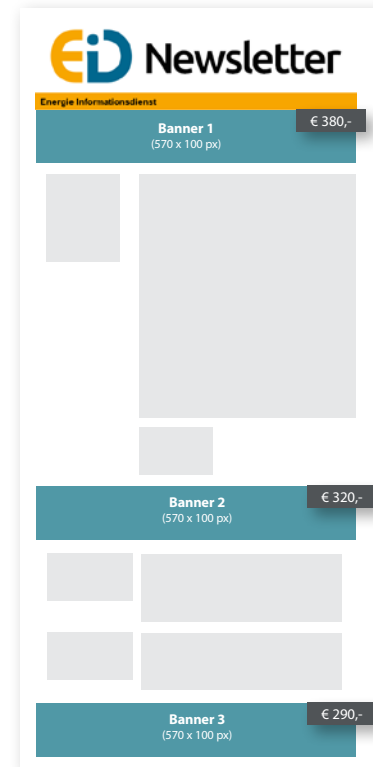 EiD Newsletter
Energie Informationsdienst
Banner 1
€ 380,-
(570 x 100 px)
Banner 2
€ 320,-
(570 x 100 px)
Banner 3
€ 290,-
(570 x 100 px)